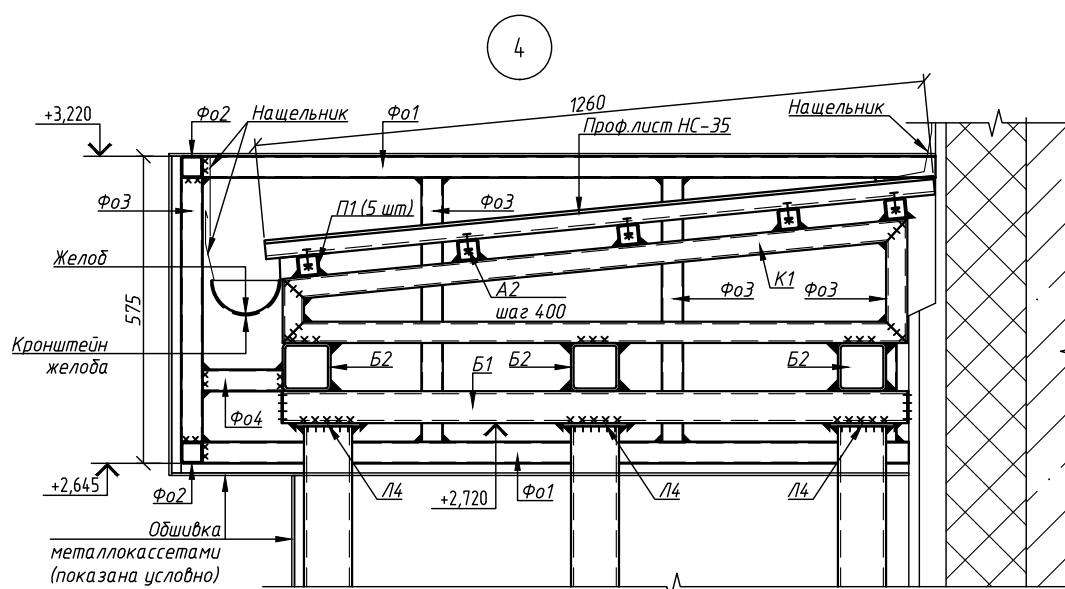 4
1260
+3,220
Фо2
Нащельник
Фо1
Проф.лист НС-35
Нащельник
Фо3
П1 (5 шт)
Фо3
Желоб
А2
шаг 400
Фо3
Фо3
К1
575
Кронштейн
желоба
Б2
Б1
Б2
Б2
Фо4
+2,645
Фо2
Л4
+2,720
Фо1
Л4
Л4
Обшивка
металлокассетами
(показана условно)